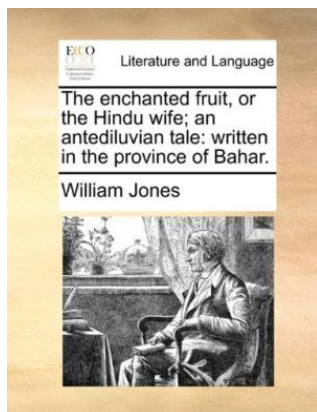 ECCO
Literature and Language
The enchanted fruit, or
the Hindu wife; an
antediluvian tale: written
in the province of Bahar.
William Jones